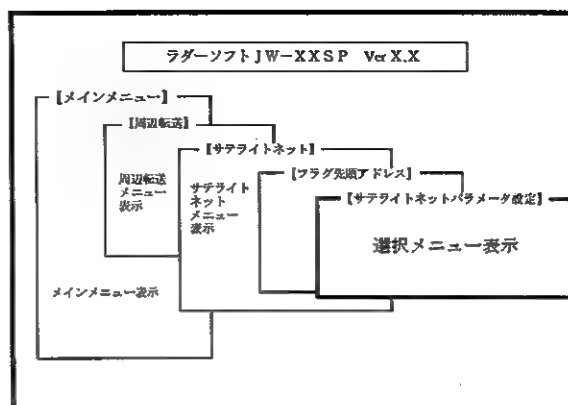 ラダーソフトJW－XXSP Ver X.X
【メインメニュー】
【周辺転送】
【サテライトネット】
【フラグ先頭アドレス】
【サテライトネットパラメータ設定】
周辺転送
メニュー
表示
サテライト
ネット
メニュー
表示
選択メニュー表示
メインメニュー表示